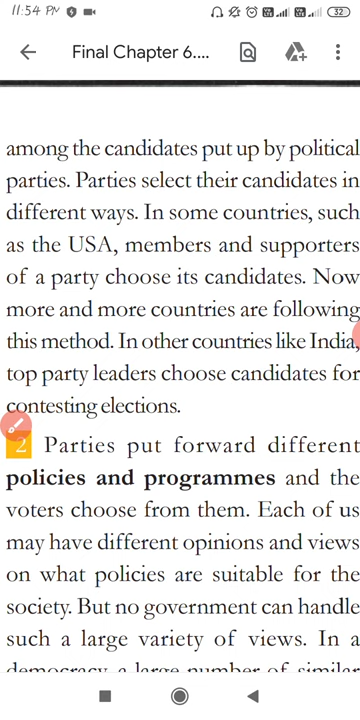 11:54 PM
32
Final Chapter 6....
among the candidates put up by political
parties. Parties select their candidates in
different ways. In some countries, such
as the USA, members and supporters
of a party choose its candidates. Now
more and more countries are following
this method. In other countries like India,
top party leaders choose candidates for
contesting elections.
2 Parties put forward different
policies and programmes and the
voters choose from them. Each of us
may have different opinions and views
on what policies are suitable for the
society. But no government can handle
such a large variety of views. In a
democracy, a large number of similar